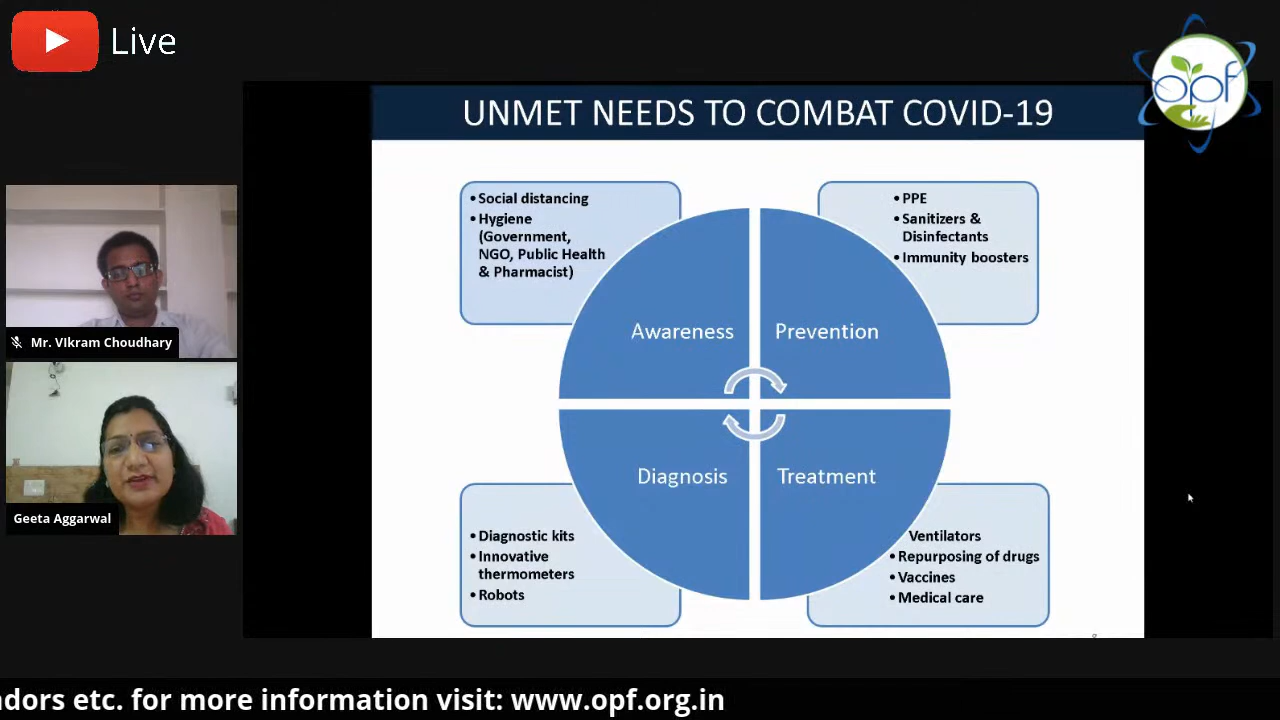 Live
opf
UNMET NEEDS TO COMBAT COVID-19
• Social distancing
• Hygiene
(Government,
NGO, Public Health
& Pharmacist)
• PPE
• Sanitizers &
Disinfectants
• Immunity boosters
Awareness
Prevention
Diagnosis
Treatment
• Diagnostic kits
• Innovative
thermometers
• Robots
Ventilators
• Repurposing of drugs
• Vaccines
• Medical care
Mr. VIkram Choudhary
Geeta Aggarwal
etc. for more information visit: www.opf.org.in